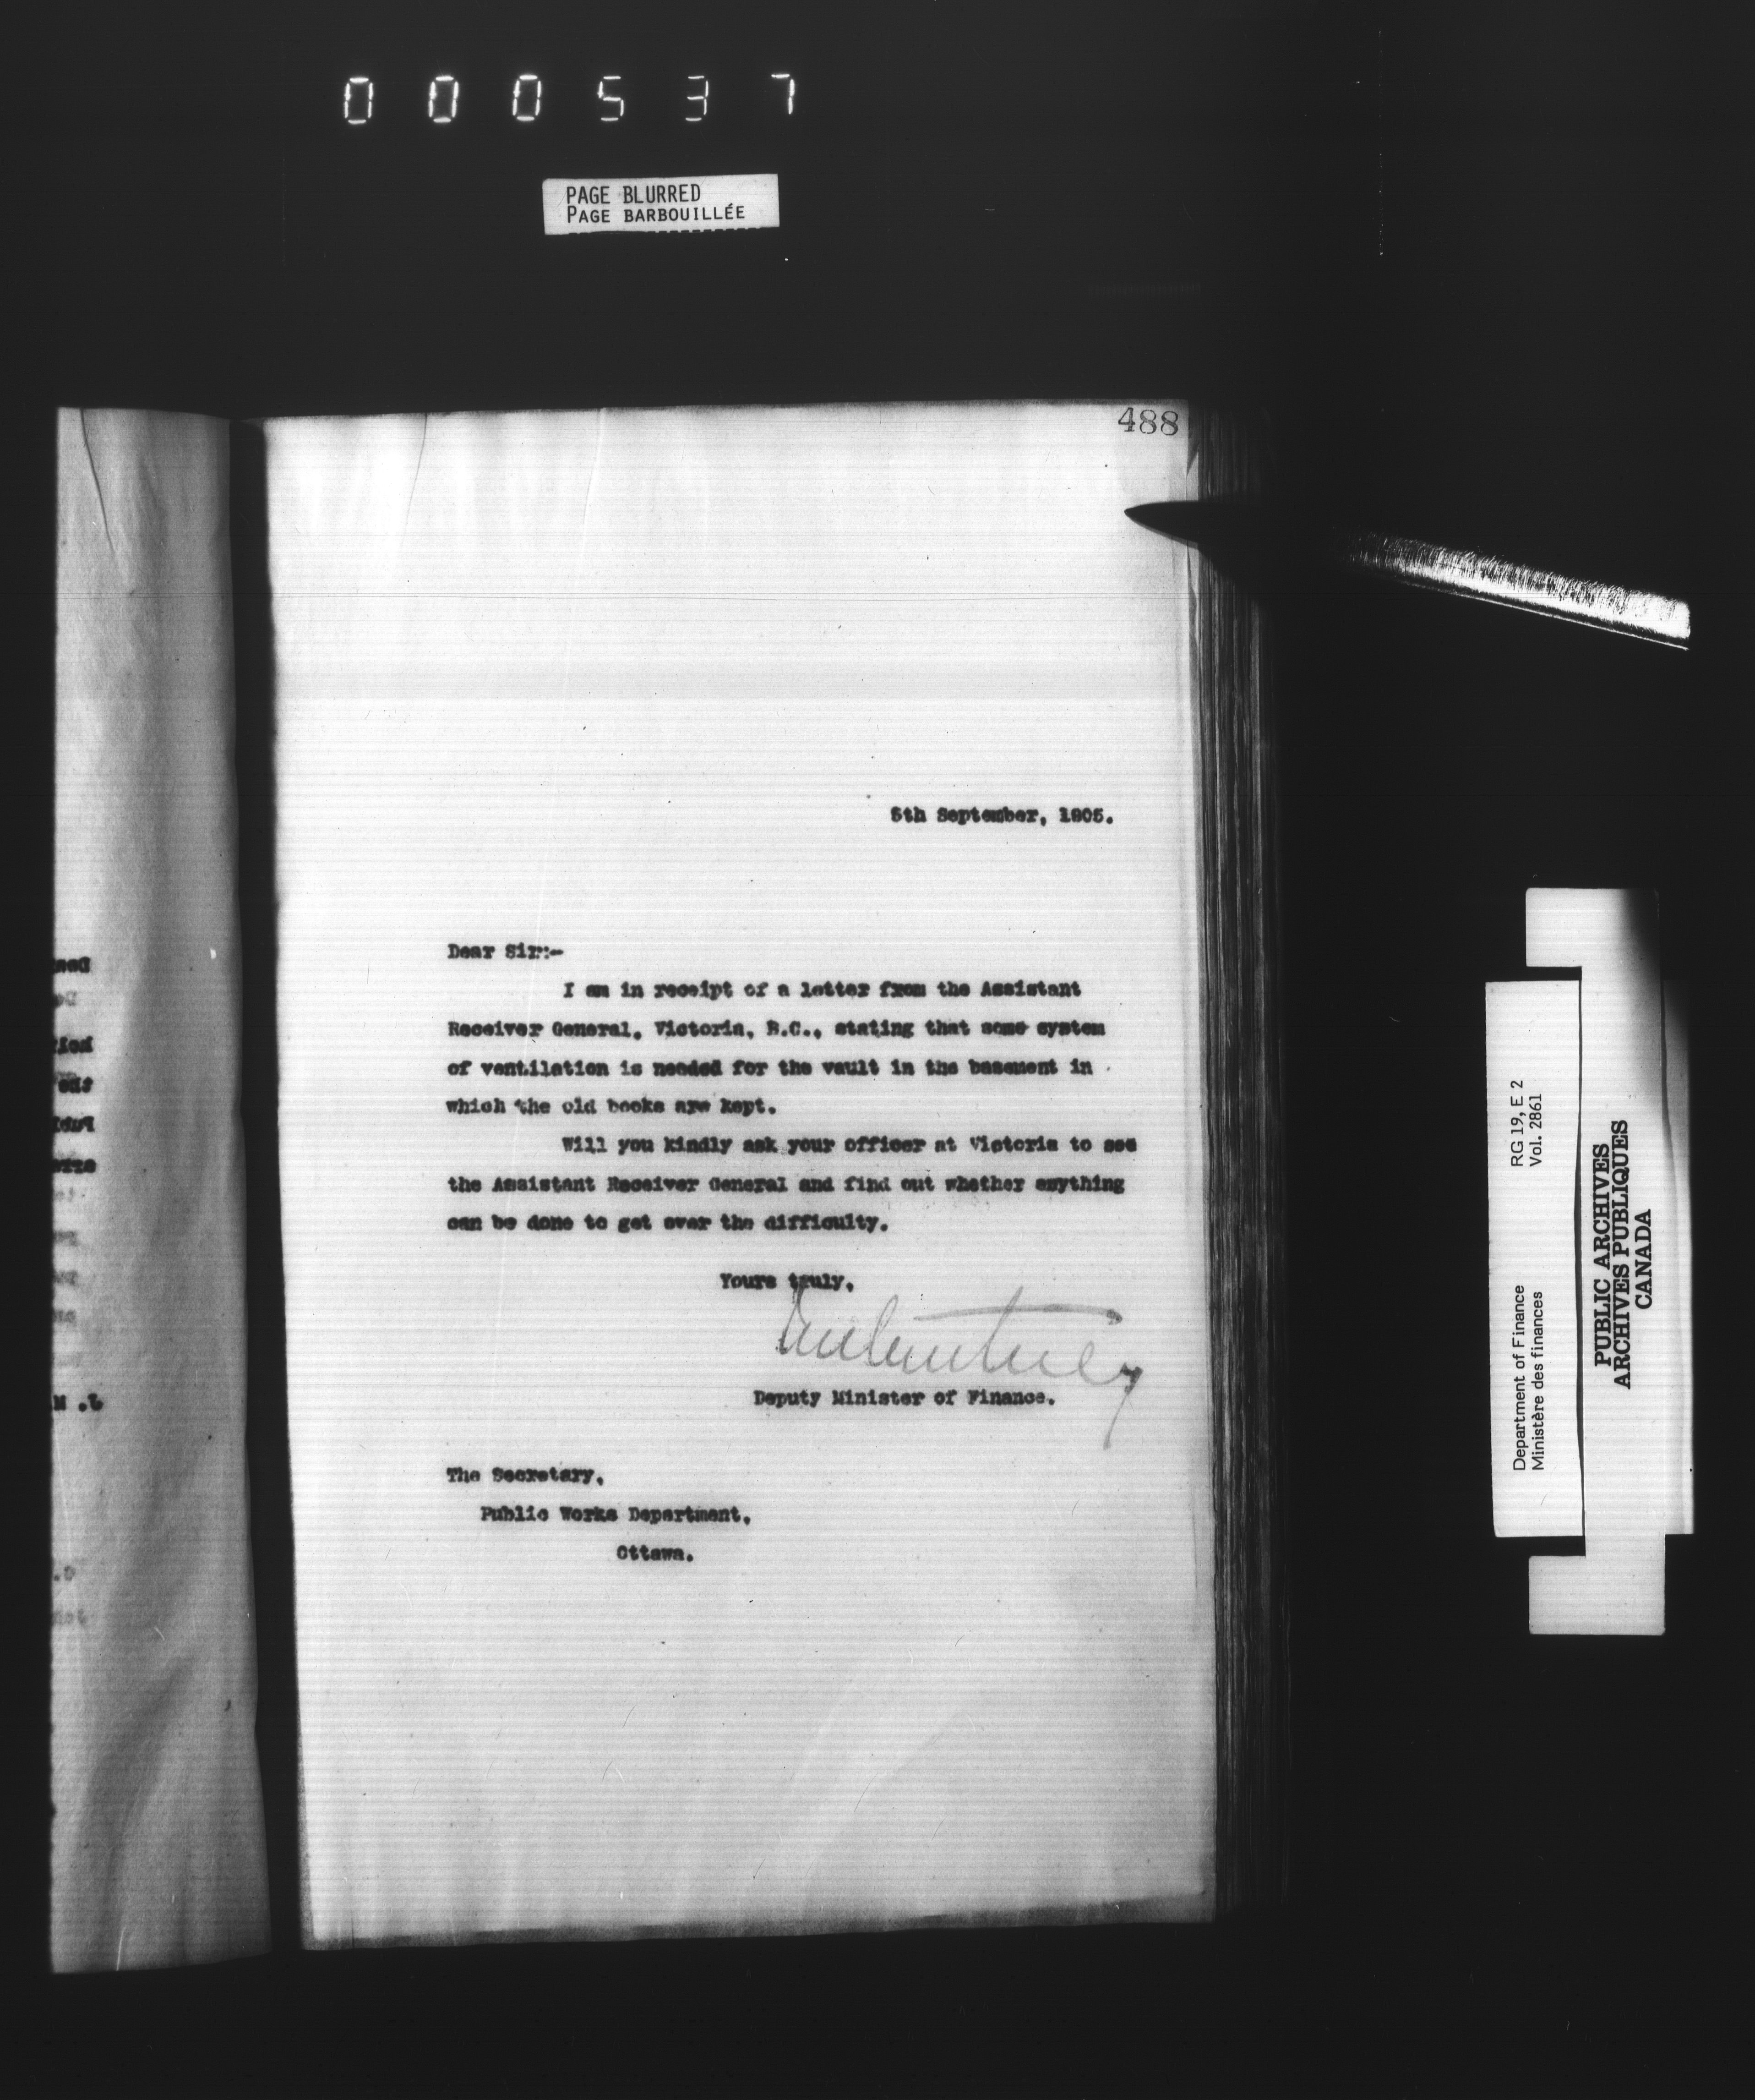 000537
PAGE BLURRED
PAGE BARBOUILLÉE
488
5th September, 1905.
Dear Sir:-
I am in receipt of a letter from the Assistant
Receiver General, Victoria, B.C., stating that some system
of ventilation is needed for the vault in the basement in
which the old books are kept.
Will you kindly ask your officer at Victoria to see
the Assistant Receiver General and find out whether anything
can be done to get over the difficulty.
Yours truly,
Deputy Minister of Finance.
The Secretary,
Public Works Department,
Ottawa.
Department of Finance RG 19, E 2
Ministère des finances Vol. 2861
PUBLIC ARCHIVES
ARCHIVES PUBLIQUES
CANADA